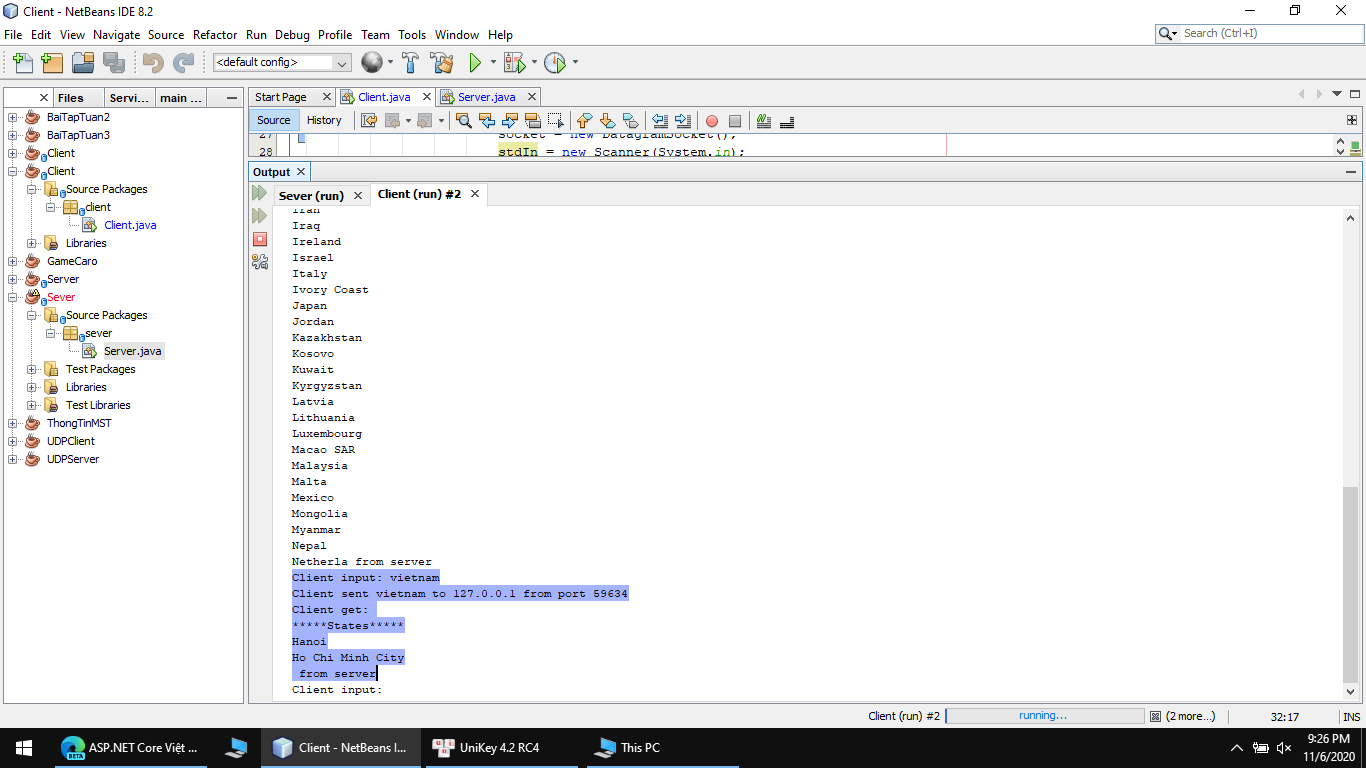 Client - NetBeans IDE 8.2
File Edit View Navigate Source Refactor Run Debug Profile Team Tools Window Help
Search (Ctrl+I)
<default config>
Files Servi... main ...
BaiTapTuan2
BaiTapTuan3
Client
Client
Source Packages
client
Client.java
Libraries
GameCaro
Server
Sever
Source Packages
sever
Server.java
Test Packages
Libraries
Test Libraries
ThongTinMST
UDPClient
UDPServer
Start Page Client.java Server.java
Source History
27 socket = new DatagramSocket();
28 stdIn = new Scanner(System.in);
Output
Sever (run) Client (run) #2
Iran
Iraq
Ireland
Israel
Italy
Ivory Coast
Japan
Jordan
Kazakhstan
Kosovo
Kuwait
Kyrgyzstan
Latvia
Lithuania
Luxembourg
Macao SAR
Malaysia
Malta
Mexico
Mongolia
Myanmar
Nepal
Netherla from server
Client input: vietnam
Client sent vietnam to 127.0.0.1 from port 59634
Client get:
*****States*****
Hanoi
Ho Chi Minh City
from server
Client input:
Client (run) #2 running... (2 more...) 32:17 INS
BETA ASP.NET Core Việt ... Client - NetBeans I... UniKey 4.2 RC4 This PC
9:26 PM
11/6/2020